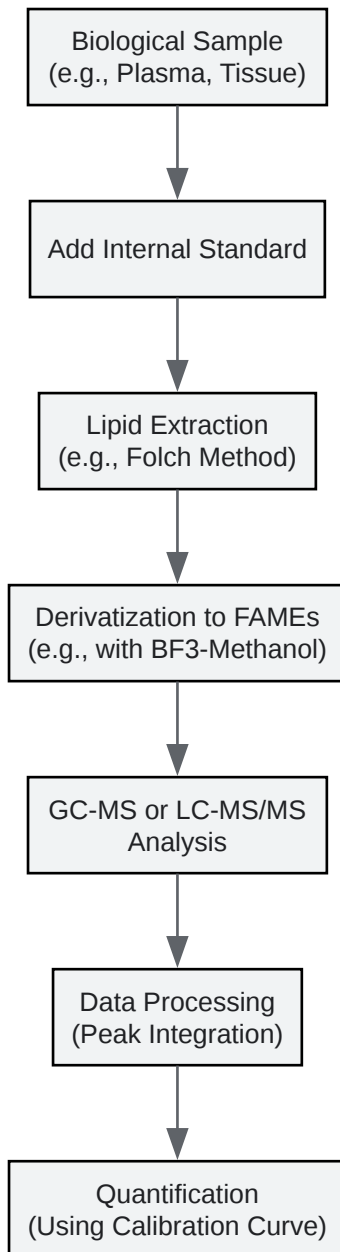 Biological Sample
(e.g., Plasma, Tissue)
Add Internal Standard
Lipid Extraction
(e.g., Folch Method)
Derivatization to FAMEs
(e.g., with BF3-Methanol)
GC-MS or LC-MS/MS
Analysis
Data Processing
(Peak Integration)
Quantification
(Using Calibration Curve)